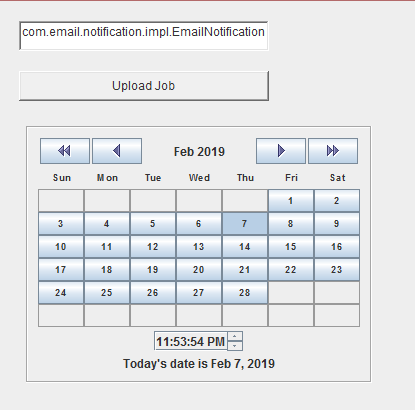 com.email.notification.impl.EmailNotification
Upload Job
Feb 2019
Sun Mon Tue Wed Thu Fri Sat
1 2
3 4 5 6 7 8 9
10 11 12 13 14 15 16
17 18 19 20 21 22 23
24 25 26 27 28
11:53:54 PM
Today's date is Feb 7, 2019